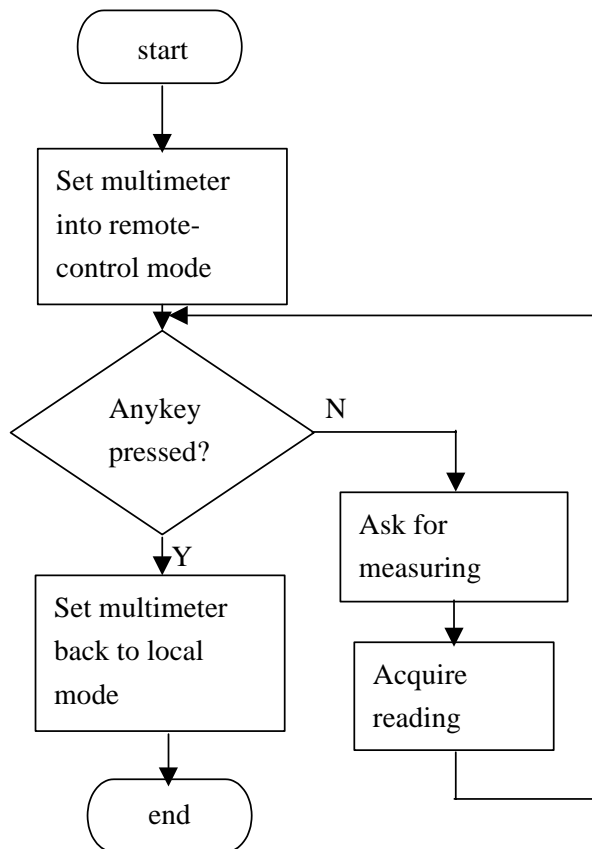 start
Set multimeter
into remote-
control mode
Anykey
pressed?
N
Y
Ask for
measuring
Set multimeter
back to local
mode
Acquire
reading
end